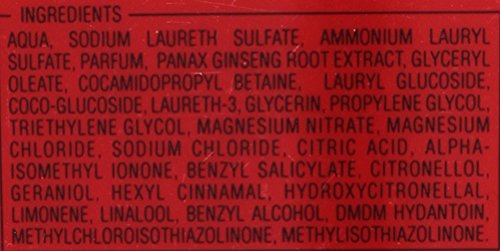 INGREDIENTS
AQUA, SODIUM LAURETH SULFATE, AMMONIUM LAURYL
SULFATE, PARFUM, PANAX GINSENG ROOT EXTRACT, GLYCERYL
OLEATE, COCAMIDOPROPYL BETAINE, LAURYL GLUCOSIDE,
COCO-GLUCOSIDE, LAURETH-3, GLYCERIN, PROPYLENE GLYCOL,
TRIETHYLENE GLYCOL, MAGNESIUM NITRATE, MAGNESIUM
CHLORIDE, SODIUM CHLORIDE, CITRIC ACID, ALPHA-
ISOMETHYL IONONE, BENZYL SALICYLATE, CITRONELLOL,
GERANIOL, HEXYL CINNAMAL, HYDROXYCITRONELLAL,
LIMONENE, LINALOOL, BENZYL ALCOHOL, DMDM HYDANTOIN,
METHYLCHLOROISOTHIAZOLINONE, METHYLISOTHIAZOLINONE.